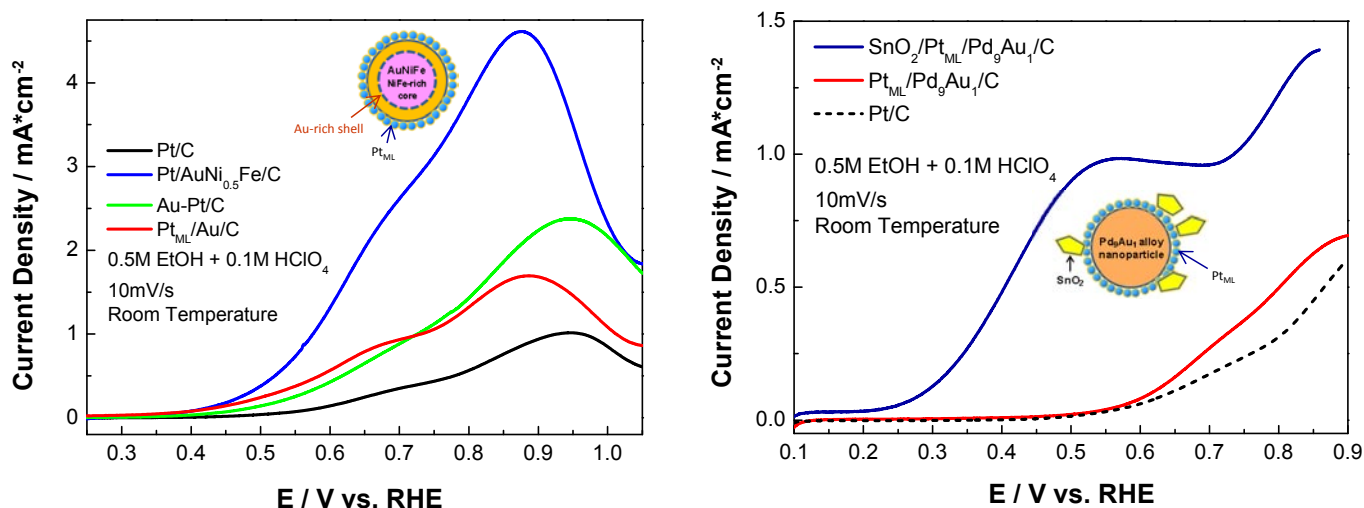 Current Density / mA*cm⁻²
4
3
2
1
0
AuNiFe
NiFe-rich
core
Au-rich shell
Pt_ML
Pt/C
Pt/AuNi₀.₅Fe/C
Au-Pt/C
Pt_ML/Au/C
0.5M EtOH + 0.1M HClO₄
10mV/s
Room Temperature
0.3 0.4 0.5 0.6 0.7 0.8 0.9 1.0
E / V vs. RHE
Current Density / mA*cm⁻²
1.5
1.0
0.5
0.0
SnO₂/Pt_ML/Pd₉Au₁/C
Pt_ML/Pd₉Au₁/C
Pt/C
0.5M EtOH + 0.1M HClO₄
10mV/s
Room Temperature
Pd₉Au₁ alloy
nanoparticle
SnO₂
Pt_ML
0.1 0.2 0.3 0.4 0.5 0.6 0.7 0.8 0.9
E / V vs. RHE